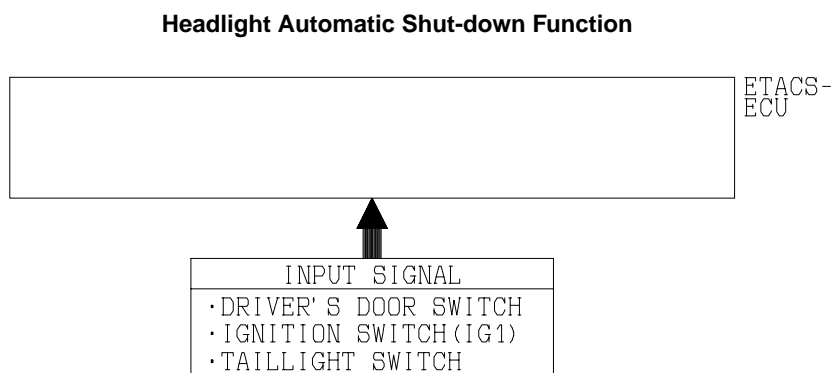 Headlight Automatic Shut-down Function
ETACS-
ECU
INPUT SIGNAL
·DRIVER'S DOOR SWITCH
·IGNITION SWITCH(IG1)
·TAILLIGHT SWITCH